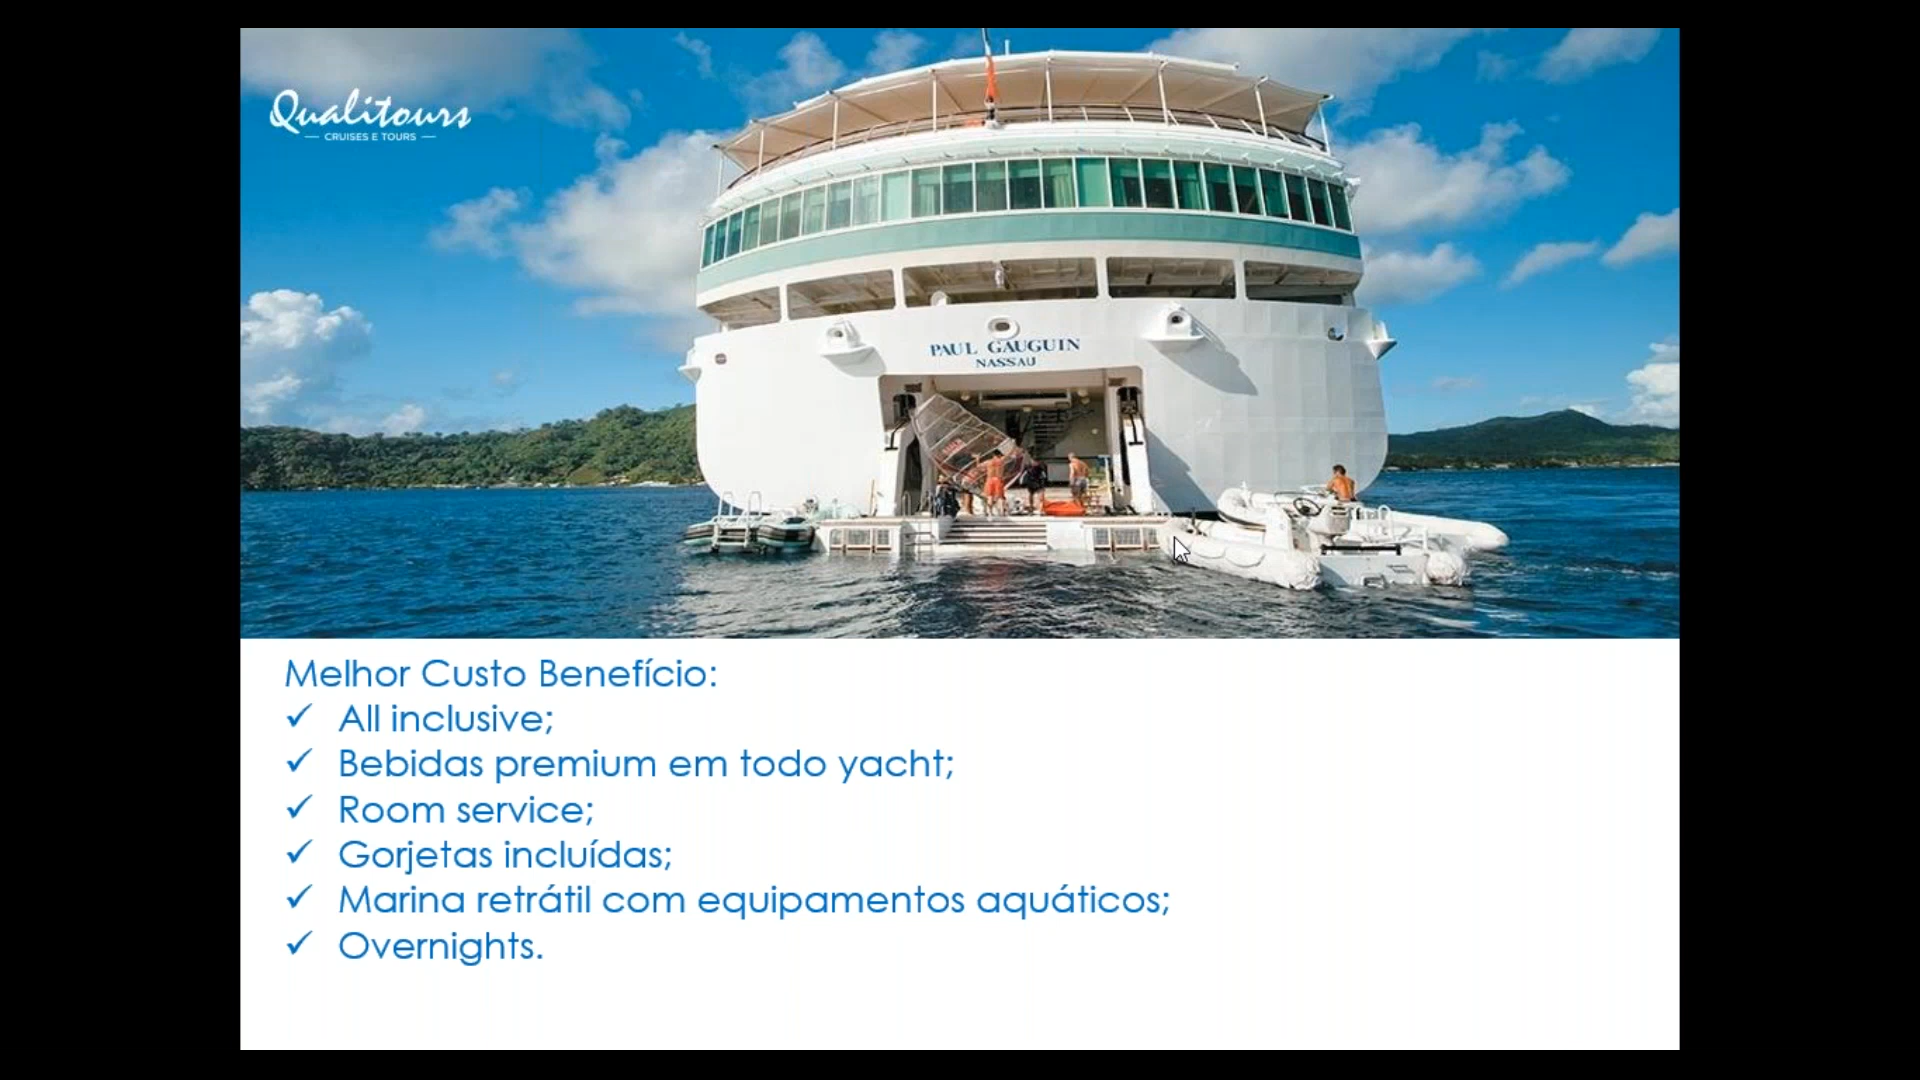 Qualitours
CRUISES E TOURS
PAUL GAUGUIN
NASSAU
Melhor Custo Benefício:
✓ All inclusive;
✓ Bebidas premium em todo yacht;
✓ Room service;
✓ Gorjetas incluídas;
✓ Marina retrátil com equipamentos aquáticos;
✓ Overnights.